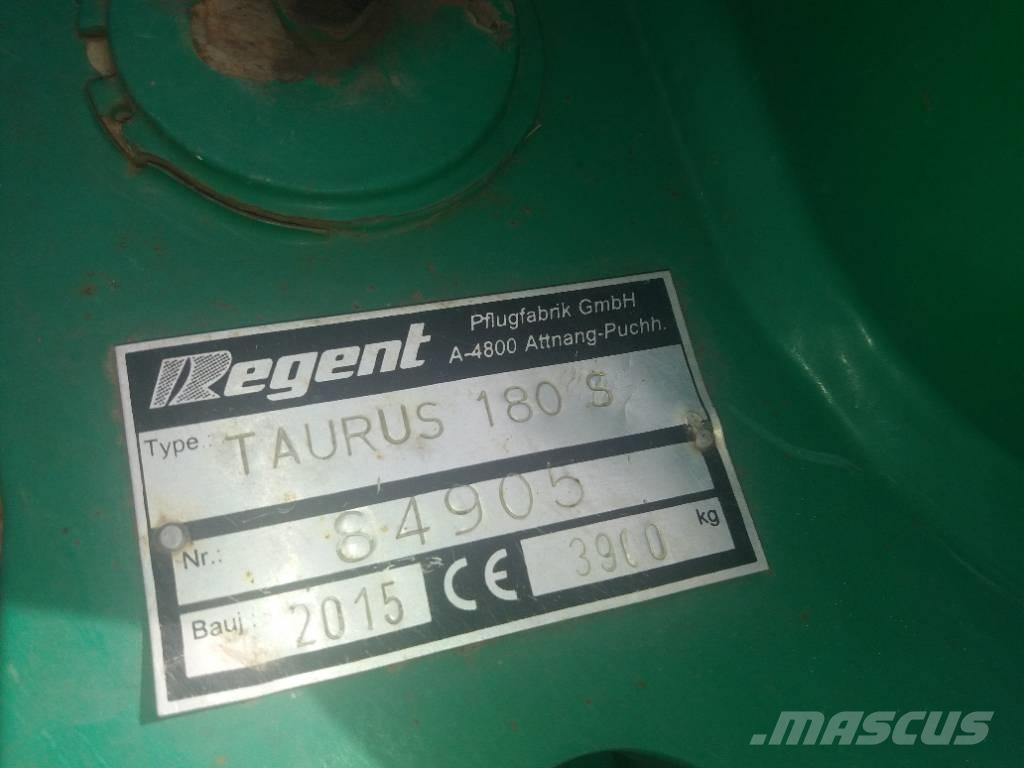 Regent
Pflugfabrik GmbH
A-4800 Attnang-Puchh.
Type.: TAURUS 180 S
Nr.: 84905
Bauj.: 2015 CE 3900 kg
.MASCUS